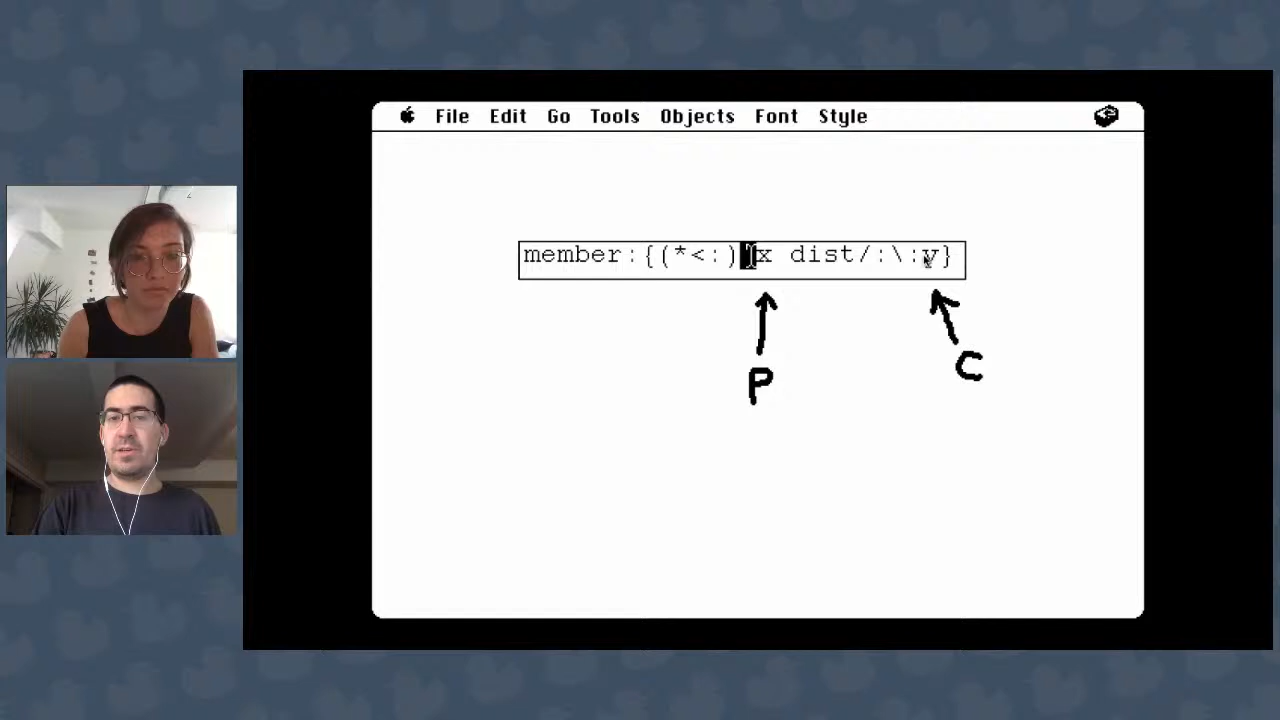 File Edit Go Tools Objects Font Style
member:{(*<:)'x dist/:\:y}
P
C